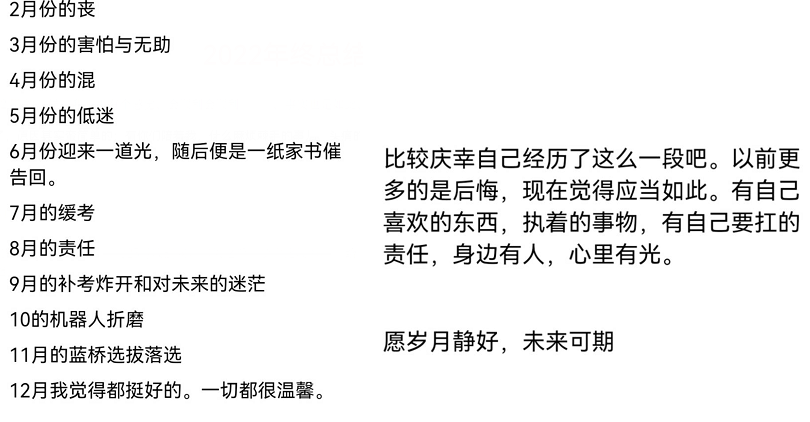 2月份的丧
3月份的害怕与无助
4月份的混
5月份的低迷
6月份迎来一道光，随后便是一纸家书催
告回。
7月的缓考
8月的责任
9月的补考炸开和对未来的迷茫
10的机器人折磨
11月的蓝桥选拔落选
12月我觉得都挺好的。一切都很温馨。
比较庆幸自己经历了这么一段吧。以前更
多的是后悔，现在觉得应当如此。有自己
喜欢的东西，执着的事物，有自己要扛的
责任，身边有人，心里有光。
愿岁月静好，未来可期